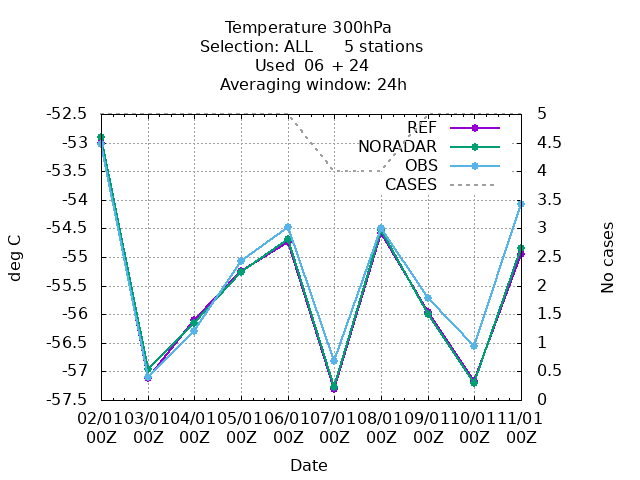 Temperature 300hPa
Selection: ALL 5 stations
Used 06 + 24
Averaging window: 24h
-52.5
-53
-53.5
-54
-54.5
-55
-55.5
-56
-56.5
-57
-57.5
deg C
REF
NORADAR
OBS
CASES
5
4.5
4
3.5
3
2.5
2
1.5
1
0.5
0
No cases
02/01 03/01 04/01 05/01 06/01 07/01 08/01 09/01 10/01 11/01
00Z 00Z 00Z 00Z 00Z 00Z 00Z 00Z 00Z 00Z
Date